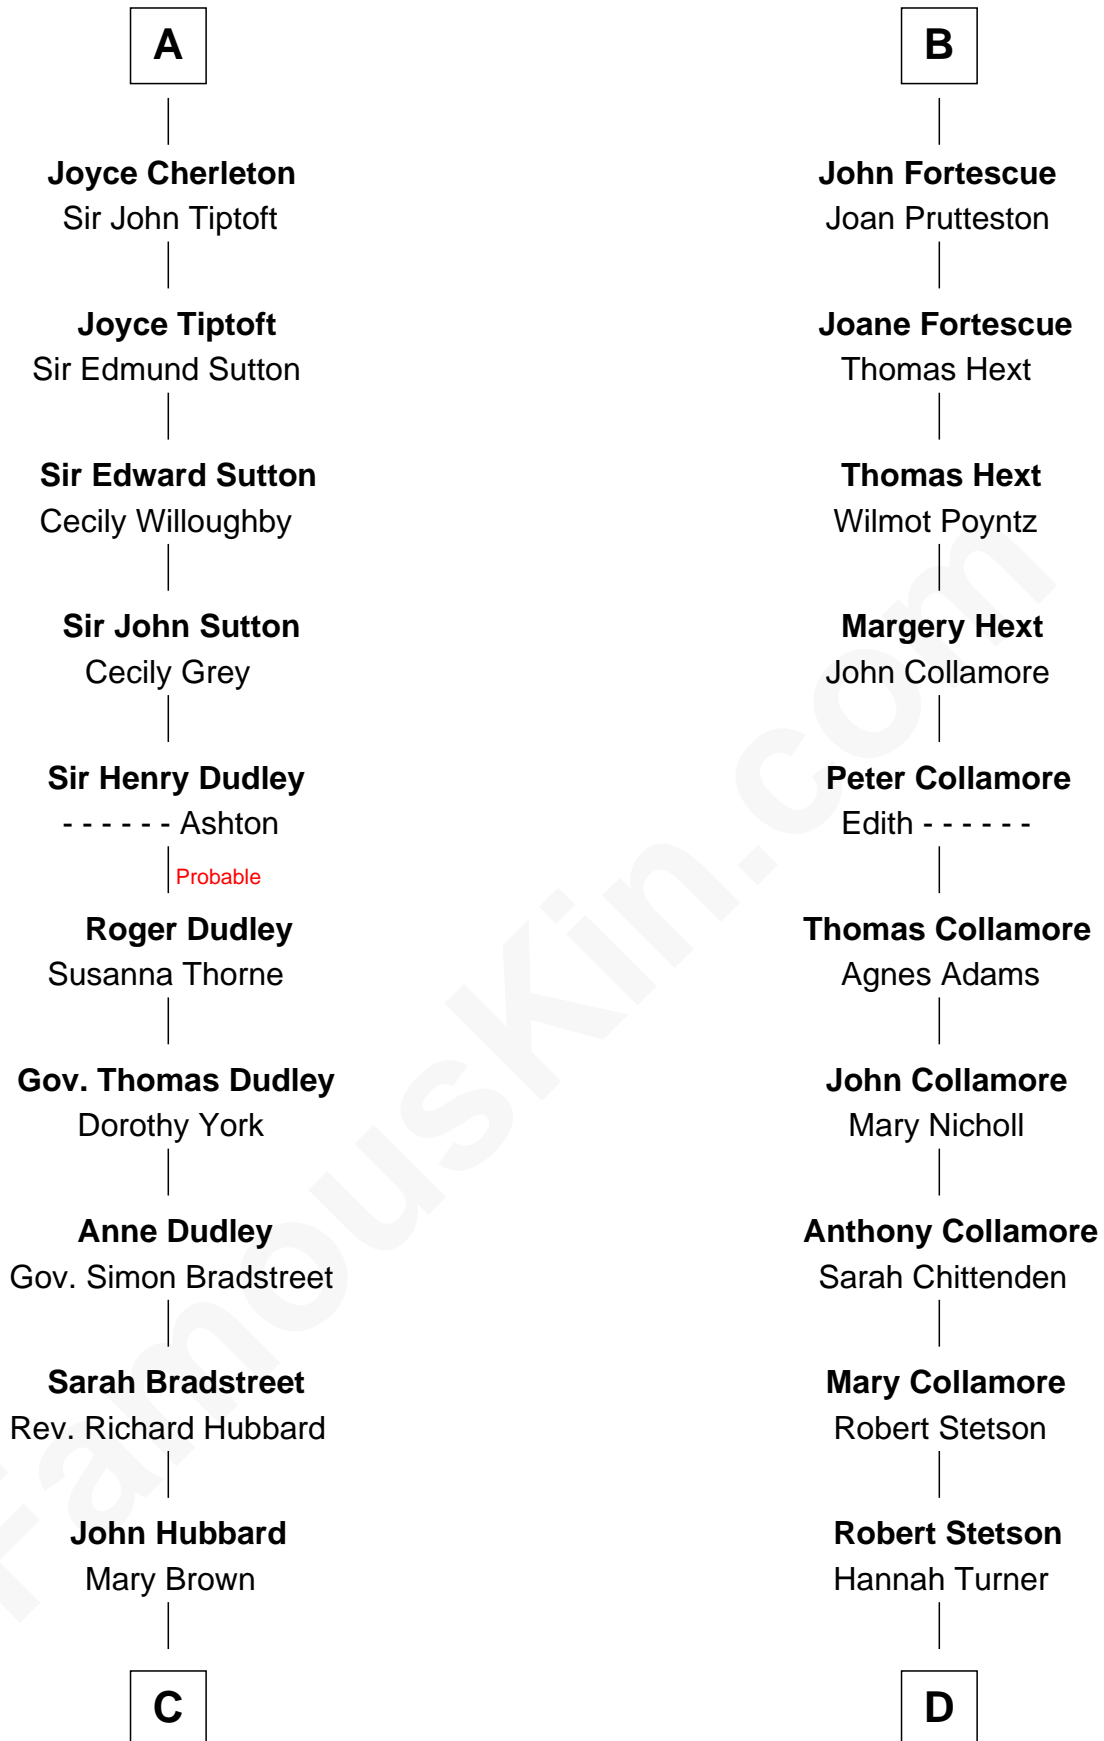 A
Joyce Cherleton
Sir John Tiptoft
Joyce Tiptoft
Sir Edmund Sutton
Sir Edward Sutton
Cecily Willoughby
Sir John Sutton
Cecily Grey
Sir Henry Dudley
- - - - - - Ashton
Probable
Roger Dudley
Susanna Thorne
Gov. Thomas Dudley
Dorothy York
Anne Dudley
Gov. Simon Bradstreet
Sarah Bradstreet
Rev. Richard Hubbard
John Hubbard
Mary Brown
C
B
John Fortescue
Joan Prutteston
Joane Fortescue
Thomas Hext
Thomas Hext
Wilmot Poyntz
Margery Hext
John Collamore
Peter Collamore
Edith - - - - - -
Thomas Collamore
Agnes Adams
John Collamore
Mary Nicholl
Anthony Collamore
Sarah Chittenden
Mary Collamore
Robert Stetson
Robert Stetson
Hannah Turner
D
FamousKin.com